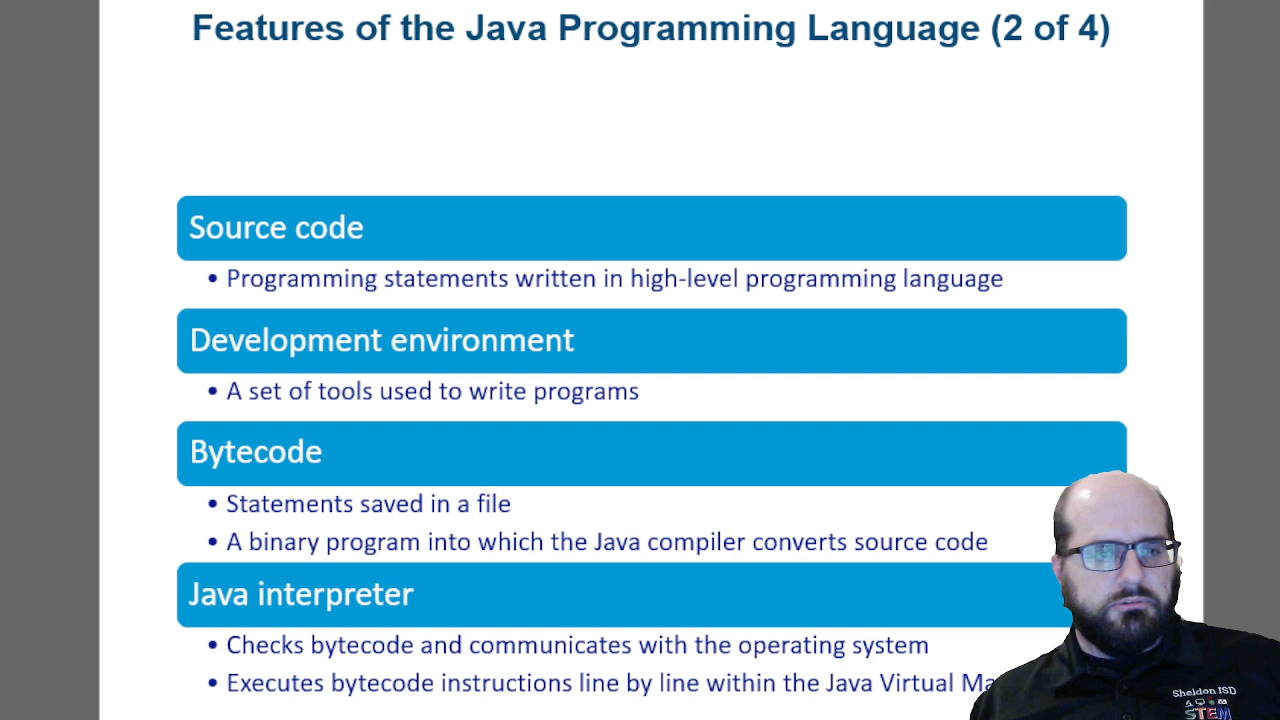 Features of the Java Programming Language (2 of 4)
Source code
• Programming statements written in high-level programming language
Development environment
• A set of tools used to write programs
Bytecode
• Statements saved in a file
• A binary program into which the Java compiler converts source code
Java interpreter
• Checks bytecode and communicates with the operating system
• Executes bytecode instructions line by line within the Java Virtual Ma
Sheldon ISD
STEM